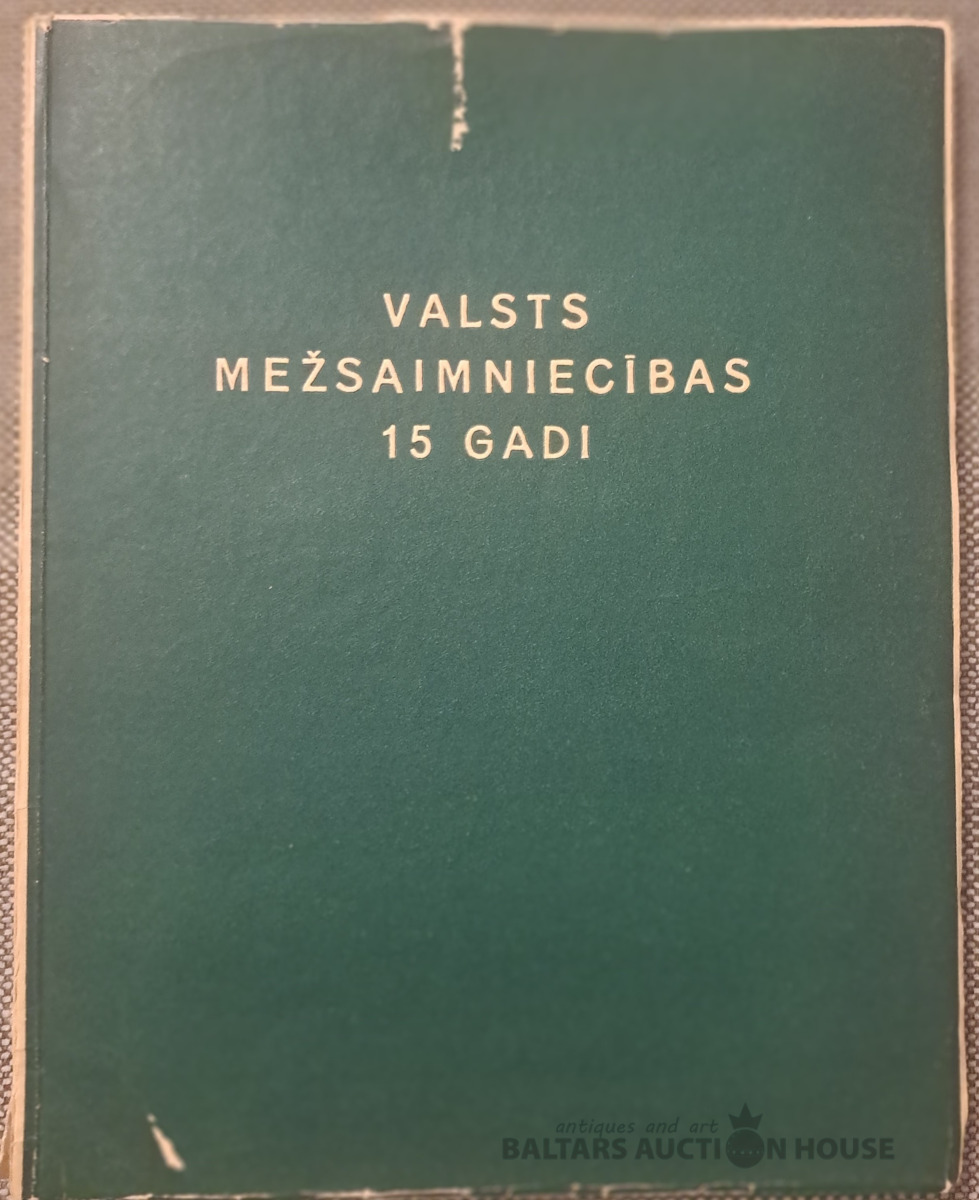 VALSTS
MEŽSAIMNIECĪBAS
15 GADI
antiques and art
BALTARS AUCTION HOUSE